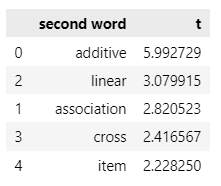 second word t
0 additive 5.992729
2 linear 3.079915
1 association 2.820523
3 cross 2.416567
4 item 2.228250